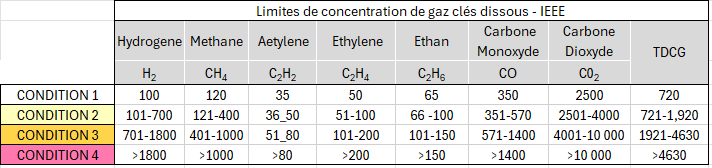 Limites de concentration de gaz clés dissous - IEEE
Hydrogene Methane Aetylene Ethylene Ethan Carbone Monoxyde Carbone Dioxyde TDCG
H₂ CH₄ C₂H₂ C₂H₄ C₂H₆ CO C0₂
CONDITION 1 100 120 35 50 65 350 2500 720
CONDITION 2 101-700 121-400 36_50 51-100 66 -100 351-570 2501-4000 721-1,920
CONDITION 3 701-1800 401-1000 51_80 101-200 101-150 571-1400 4001-10 000 1921-4630
CONDITION 4 >1800 >1000 >80 >200 >150 >1400 >10 000 >4630